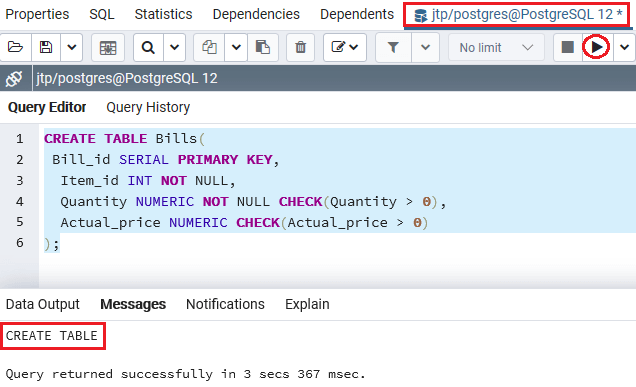 Properties SQL Statistics Dependencies Dependents jtp/postgres@PostgreSQL 12 *
No limit
jtp/postgres@PostgreSQL 12
Query Editor Query History
1 CREATE TABLE Bills(
2 Bill_id SERIAL PRIMARY KEY,
3 Item_id INT NOT NULL,
4 Quantity NUMERIC NOT NULL CHECK(Quantity > 0),
5 Actual_price NUMERIC CHECK(Actual_price > 0)
6 );
Data Output Messages Notifications Explain
CREATE TABLE
Query returned successfully in 3 secs 367 msec.